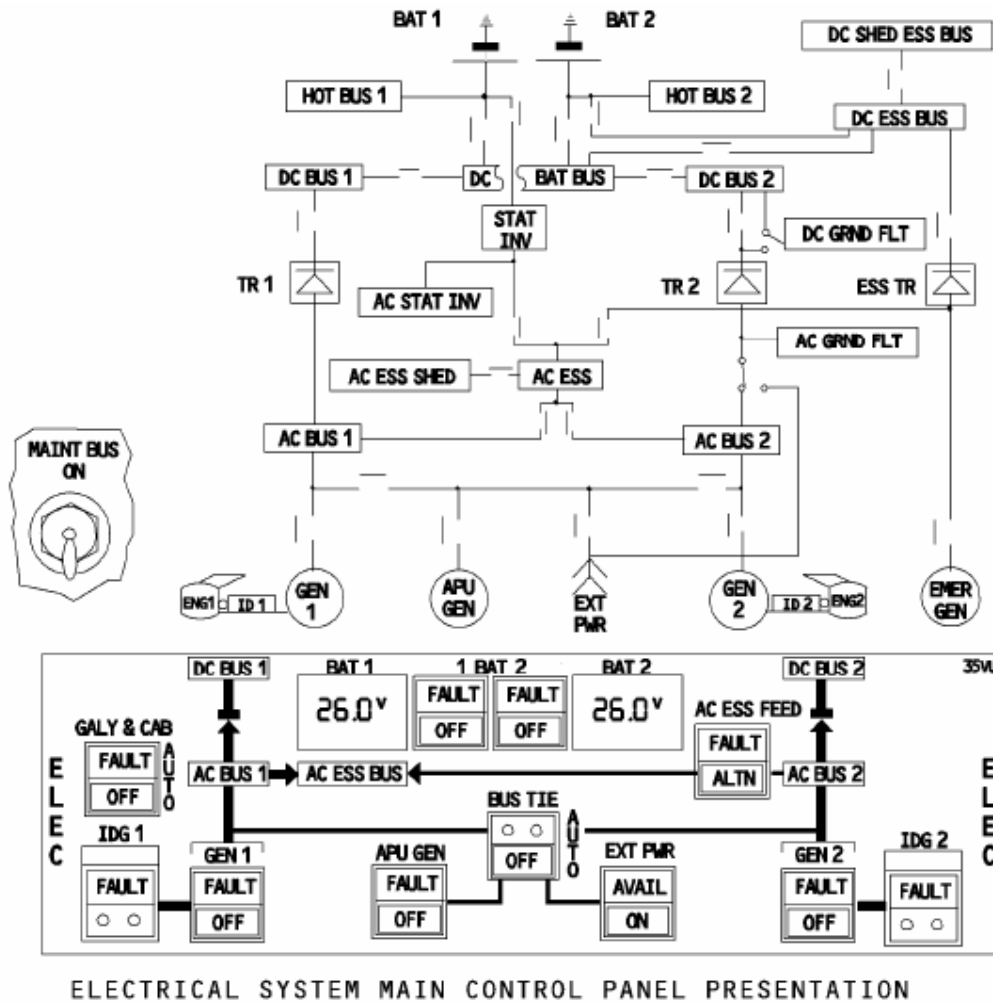 BAT 1
BAT 2
DC SHED ESS BUS
HOT BUS 1
HOT BUS 2
DC ESS BUS
DC BUS 1
DC
BAT BUS
DC BUS 2
STAT
INV
DC GRND FLT
TR 1
AC STAT INV
TR 2
ESS TR
AC GRND FLT
AC ESS SHED
AC ESS
AC BUS 1
AC BUS 2
MAINT BUS
ON
ENG1
ID 1
GEN
1
APU
GEN
EXT
PWR
GEN
2
ID 2
ENG2
EMER
GEN
DC BUS 1
BAT 1
1 BAT 2
BAT 2
DC BUS 2
35VU
26.0 V
FAULT
OFF
FAULT
OFF
26.0 V
AC ESS FEED
FAULT
ALTN
GALY & CAB
FAULT
OFF
AUTO
ELEC
AC BUS 1
AC ESS BUS
AC BUS 2
ELEC
BUS TIE
OFF
AUTO
IDG 1
FAULT
GEN 1
FAULT
OFF
APU GEN
FAULT
OFF
EXT PWR
AVAIL
ON
GEN 2
FAULT
OFF
IDG 2
FAULT
ELECTRICAL SYSTEM MAIN CONTROL PANEL PRESENTATION